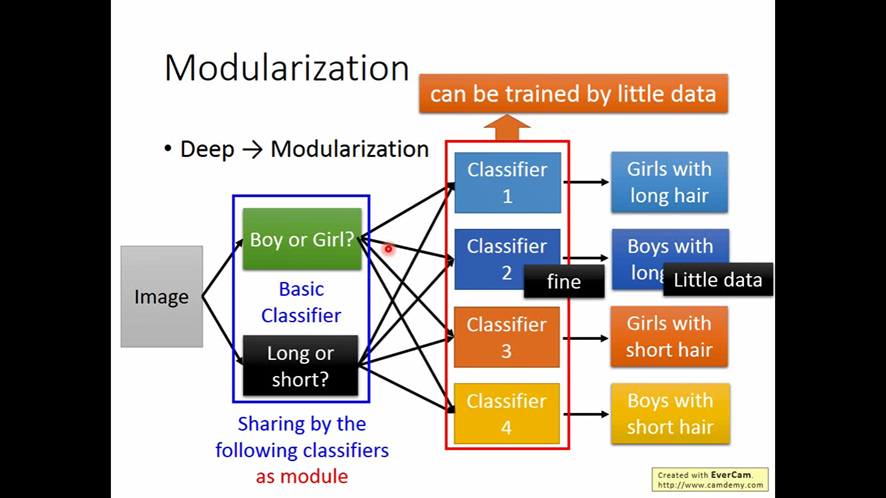 Modularization
can be trained by little data
• Deep → Modularization
Image
Boy or Girl?
Basic
Classifier
Long or
short?
Sharing by the
following classifiers
as module
Classifier
1
Girls with
long hair
Classifier
2
fine
Boys with
long
Little data
Classifier
3
Girls with
short hair
Classifier
4
Boys with
short hair
Created with EverCam.
http://www.camdemy.com